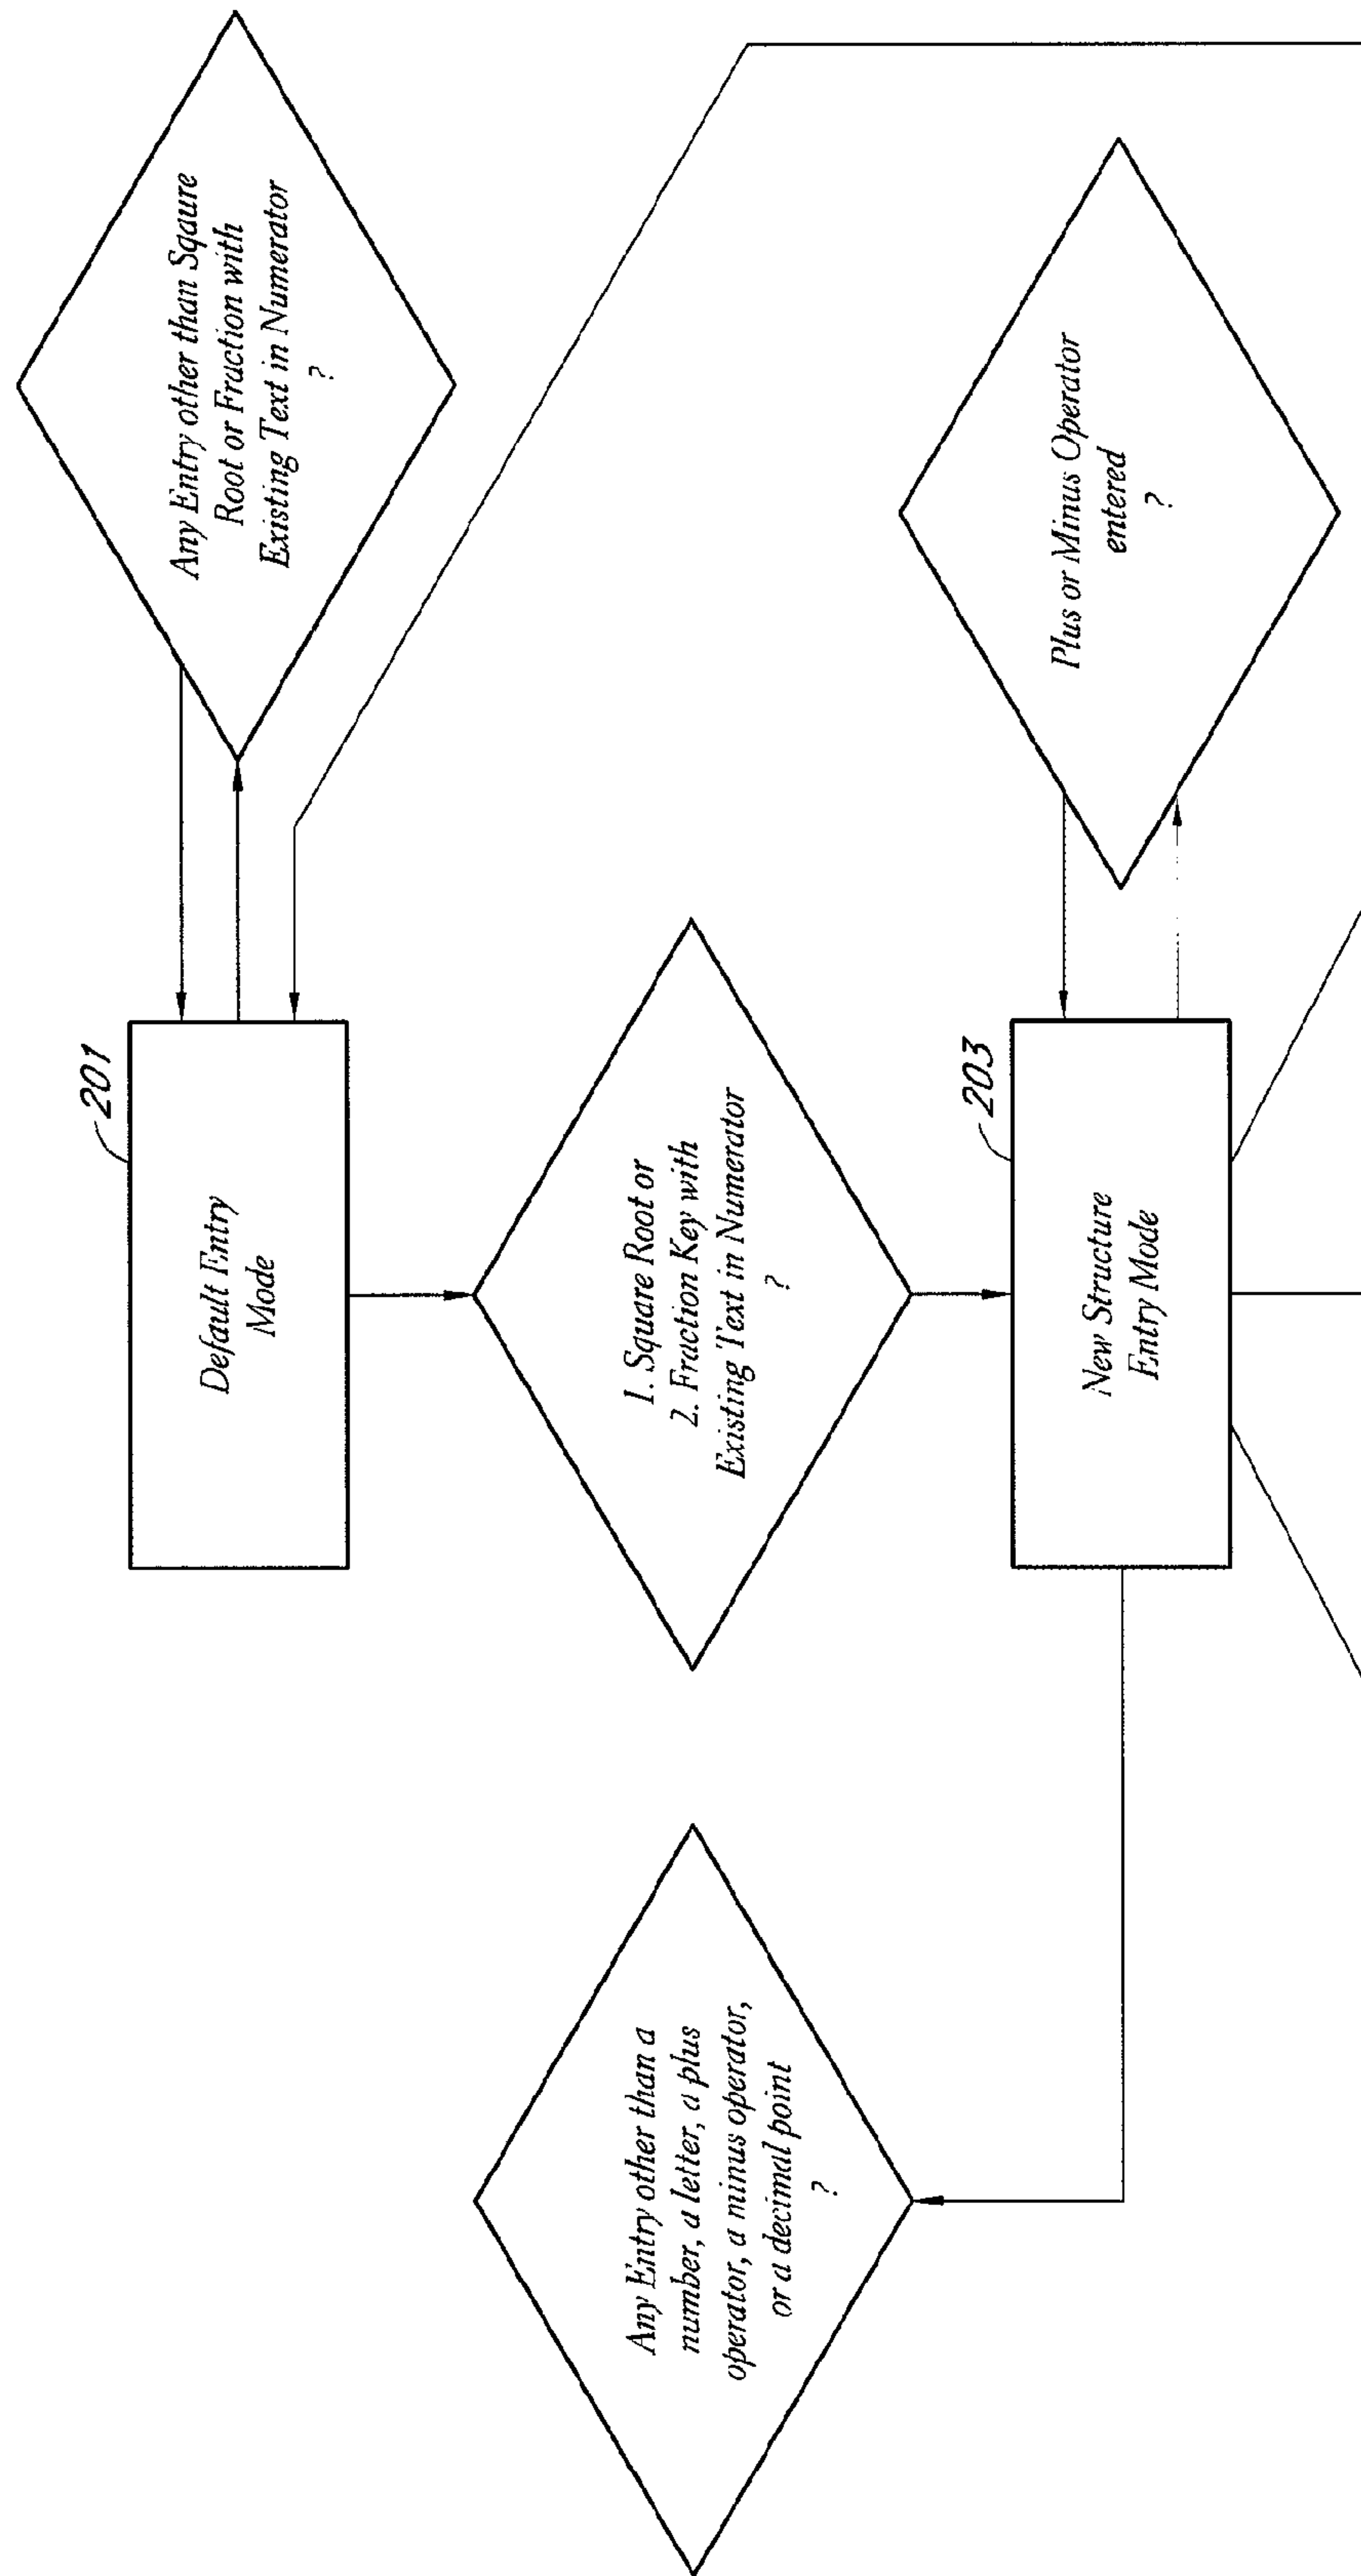 Any Entry other than Sqaure
Root or Fraction with
Existing Text in Numerator
?
201
Default Entry
Mode
1. Square Root or
2. Fraction Key with
Existing Text in Numerator
?
Plus or Minus Operator
entered
?
203
New Structure
Entry Mode
Any Entry other than a
number, a letter, a plus
operator, a minus operator,
or a decimal point
?